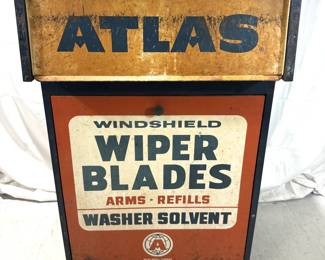 ATLAS
WINDSHIELD
WIPER
BLADES
ARMS · REFILLS
WASHER SOLVENT
A